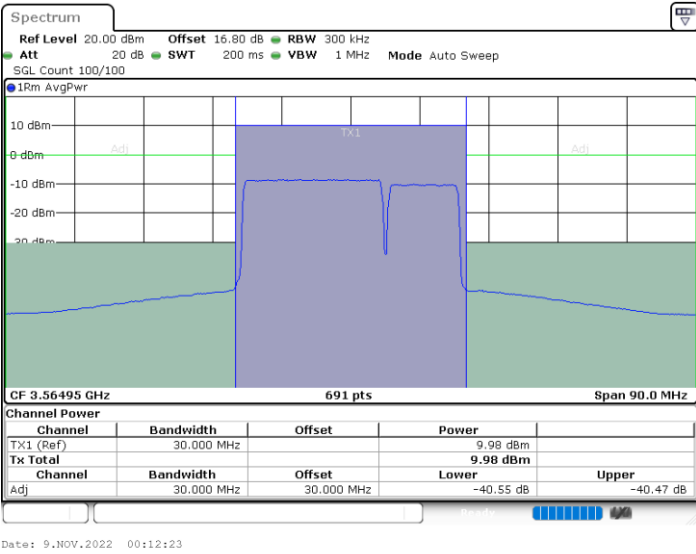 Spectrum
Ref Level 20.00 dBm Offset 16.80 dB RBW 300 kHz
Att 20 dB SWT 200 ms VBW 1 MHz Mode Auto Sweep
SGL Count 100/100
1Rm AvgPwr
10 dBm
TX1
Adj Adj
0 dBm
-10 dBm
-20 dBm
-30 dBm
CF 3.56495 GHz 691 pts Span 90.0 MHz
Channel Power
Channel Bandwidth Offset Power
TX1 (Ref) 30.000 MHz 9.98 dBm
Tx Total 9.98 dBm
Channel Bandwidth Offset Lower Upper
Adj 30.000 MHz 30.000 MHz -40.55 dB -40.47 dB
Ready
Date: 9.NOV.2022 00:12:23